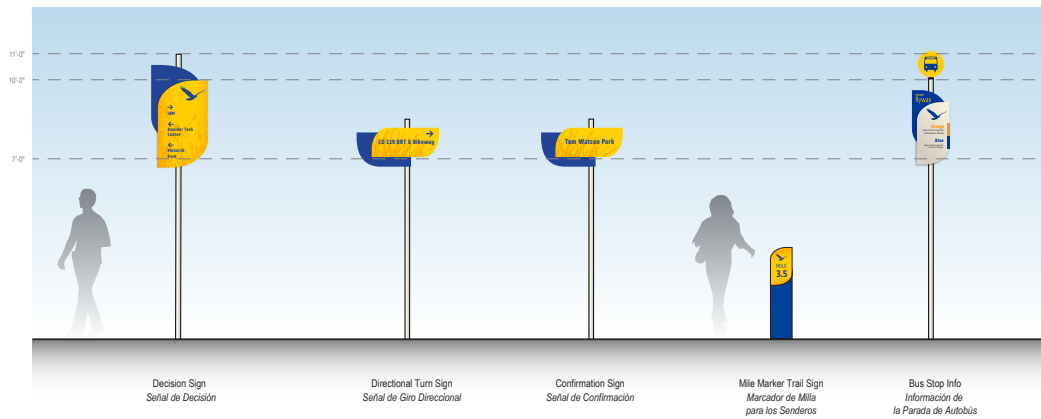 11'-0"
10'-0"
7'-0"
IBM
Boulder Tech
Center
Monarch
Park
CO 119 BRT & Bikeway
Tom Watson Park
MILE
3.5
flyway
Orange
Blue
Decision Sign
Señal de Decisión
Directional Turn Sign
Señal de Giro Direccional
Confirmation Sign
Señal de Confirmación
Mile Marker Trail Sign
Marcador de Milla
para los Senderos
Bus Stop Info
Información de
la Parada de Autobús